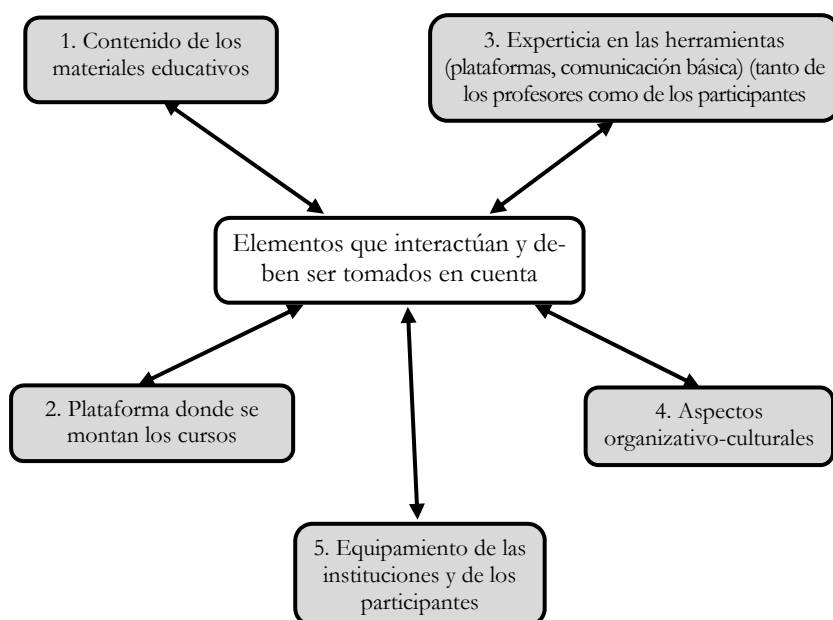 1. Contenido de los
materiales educativos
3. Experticia en las herramientas
(plataformas, comunicación básica) (tanto de
los profesores como de los participantes
Elementos que interactúan y de-
ben ser tomados en cuenta
2. Plataforma donde se
montan los cursos
4. Aspectos
organizativo-culturales
5. Equipamiento de las
instituciones y de los
participantes